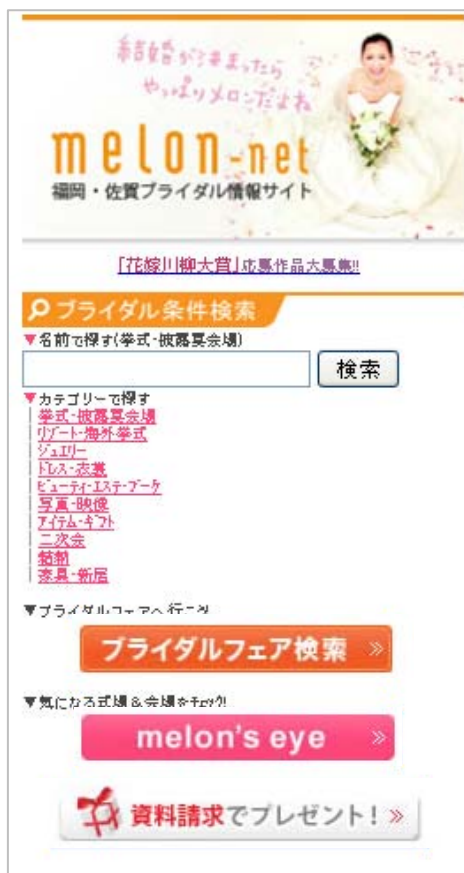 結婚が決まったら
やっぱりメロンだよね
melon-net
福岡・佐賀ブライダル情報サイト
「花嫁川柳大賞」応募作品大募集!!
ブライダル条件検索
▼名前で探す(挙式・披露宴会場)
検索
▼カテゴリーで探す
挙式・披露宴会場
リゾート・海外挙式
ジュエリー
ドレス・衣裳
ビューティ・エステ・ブーケ
写真・映像
アイテム・ギフト
二次会
結納
家具・新居
▼ブライダルフェアへ行こう!
ブライダルフェア検索 »
▼気になる式場&会場をチェック!
melon's eye »
資料請求でプレゼント! »